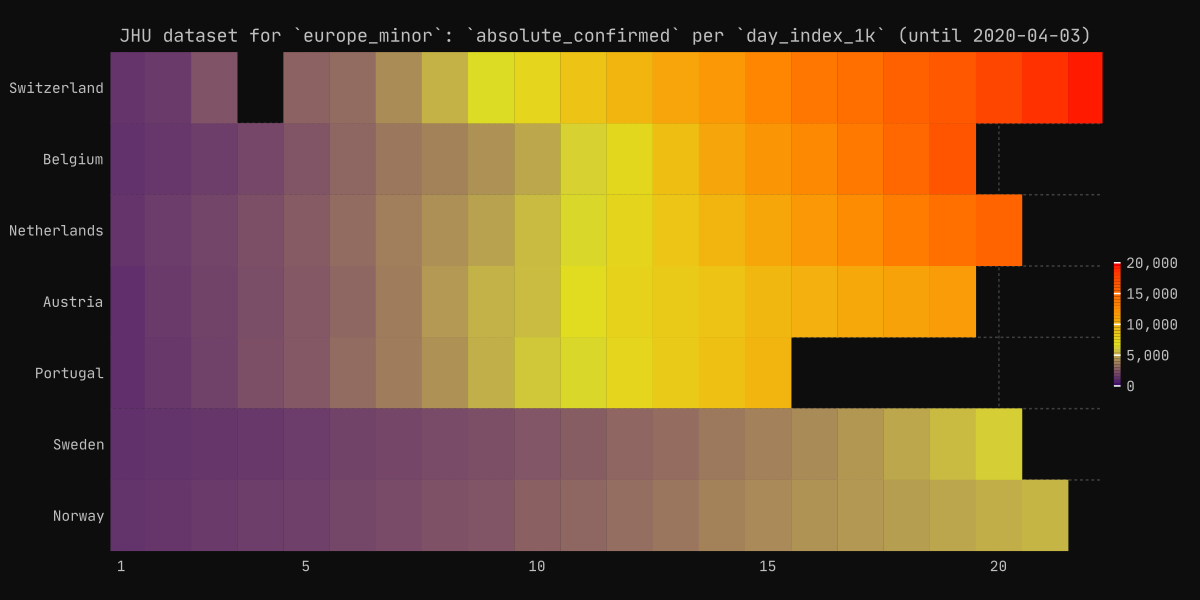 JHU dataset for `europe_minor`: `absolute_confirmed` per `day_index_1k` (until 2020-04-03)
Switzerland
Belgium
Netherlands
Austria
Portugal
Sweden
Norway
20,000
15,000
10,000
5,000
0
1 5 10 15 20